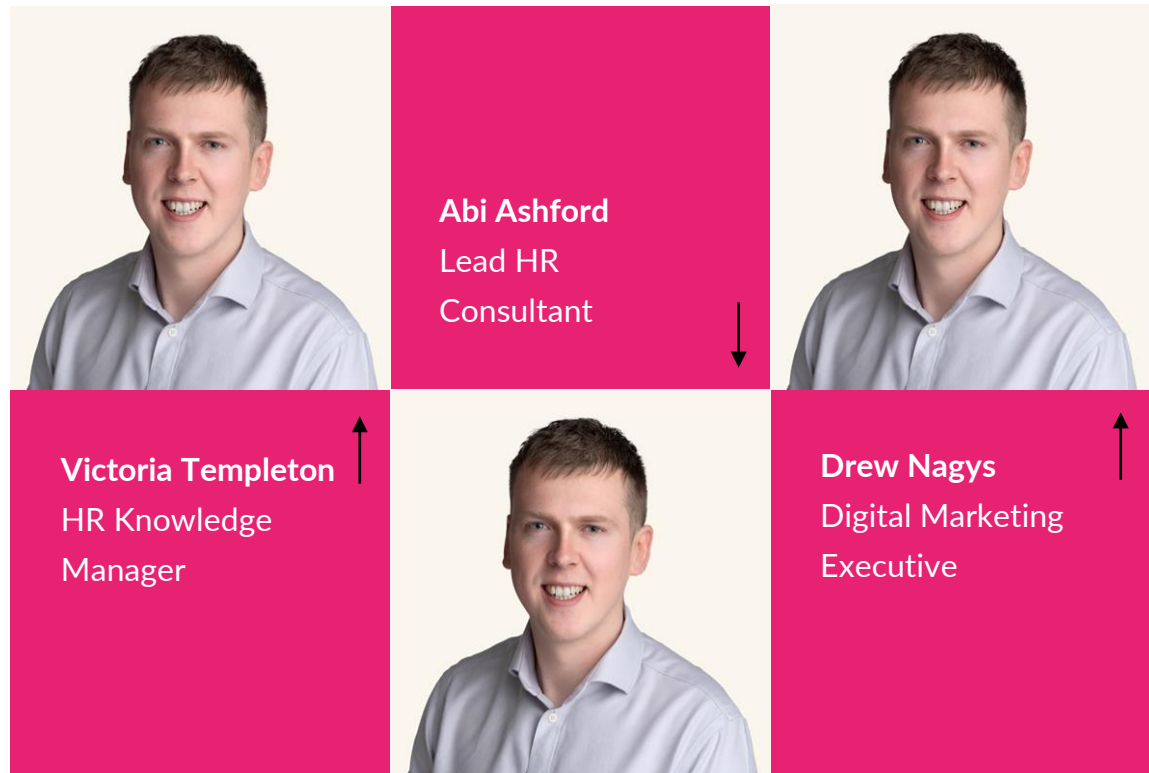 Abi Ashford
Lead HR
Consultant
Victoria Templeton
HR Knowledge
Manager
Drew Nagys
Digital Marketing
Executive